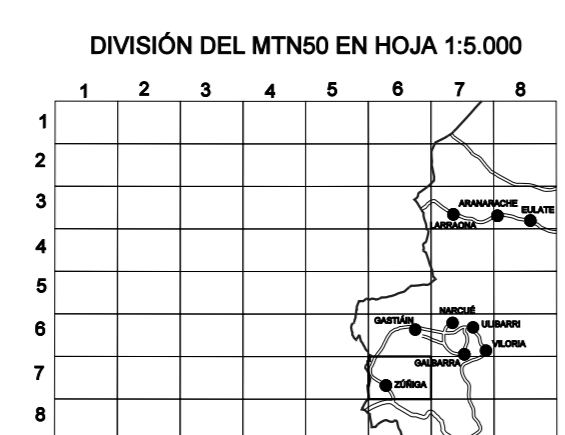 DIVISIÓN DEL MTN50 EN HOJA 1:5.000
1 2 3 4 5 6 7 8
1
2
3
ARANARACHE
EULATE
LARRAONA
4
5
6
NARCUÉ
GASTIÁIN
ULIBARRI
VILORIA
GALBARRA
7
ZÚÑIGA
8